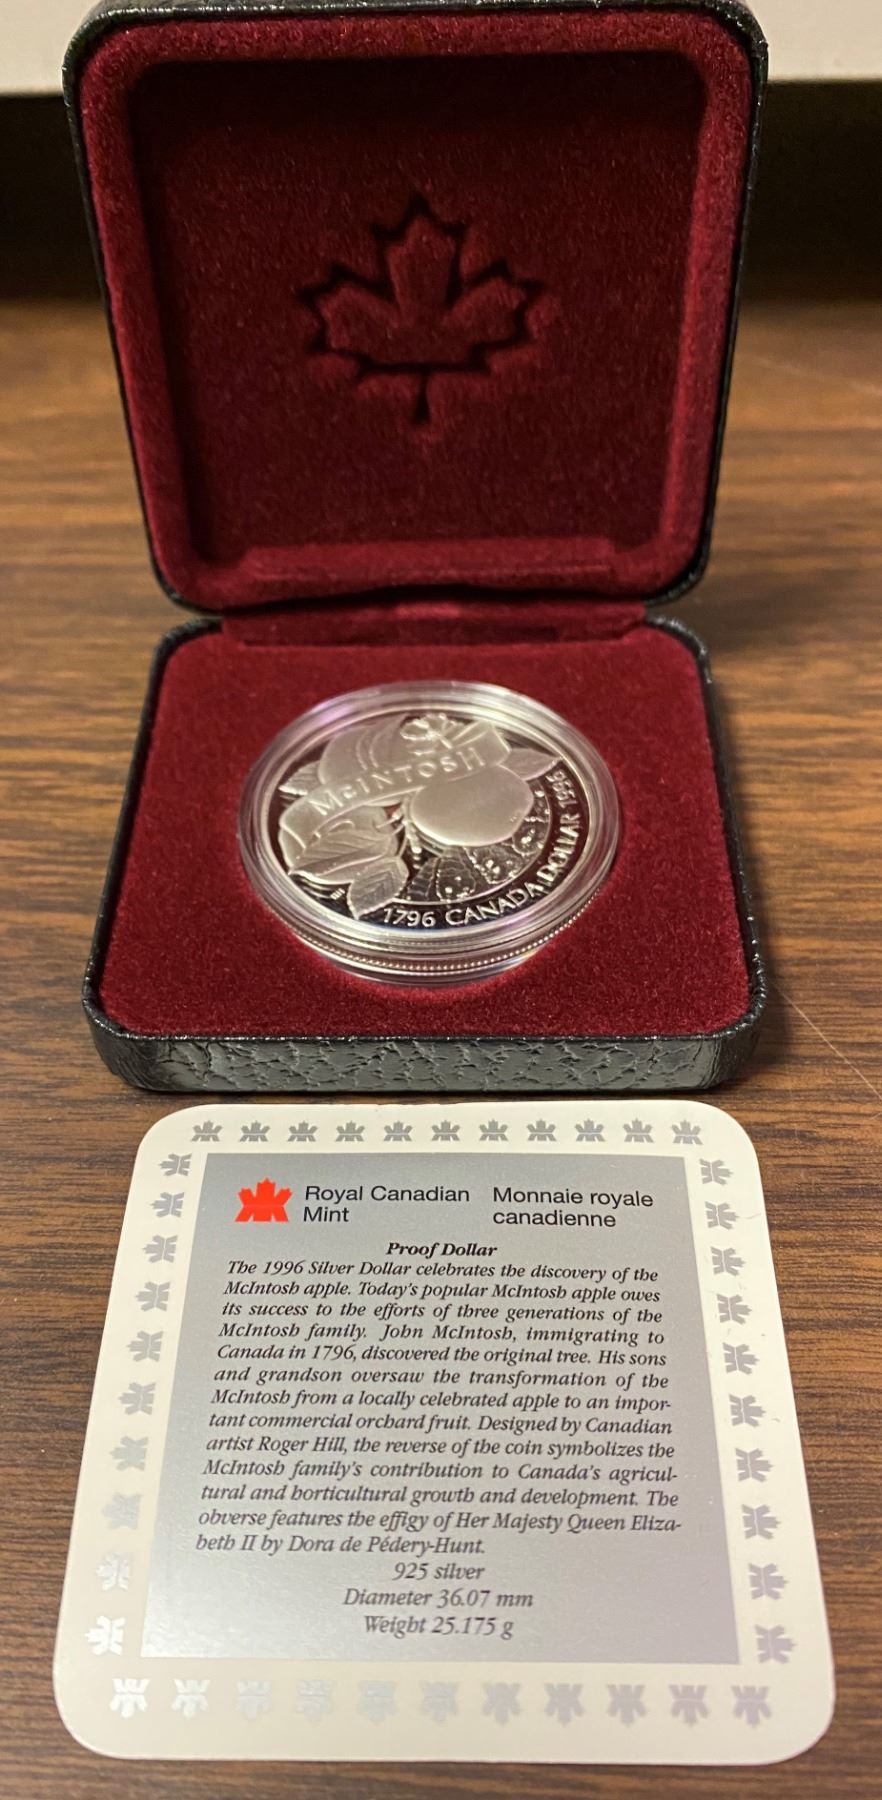 McINTOSH
1796 CANADA DOLLAR 1996
Royal Canadian
Mint
Monnaie royale
canadienne
Proof Dollar
The 1996 Silver Dollar celebrates the discovery of the
McIntosh apple. Today's popular McIntosh apple owes
its success to the efforts of three generations of the
McIntosh family. John McIntosh, immigrating to
Canada in 1796, discovered the original tree. His sons
and grandson oversaw the transformation of the
McIntosh from a locally celebrated apple to an impor-
tant commercial orchard fruit. Designed by Canadian
artist Roger Hill, the reverse of the coin symbolizes the
McIntosh family's contribution to Canada's agricul-
tural and horticultural growth and development. The
obverse features the effigy of Her Majesty Queen Eliza-
beth II by Dora de Pédery-Hunt.
925 silver
Diameter 36.07 mm
Weight 25.175 g